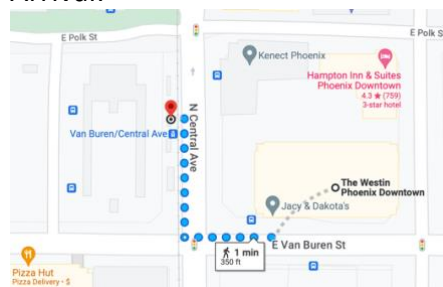 E Polk St
E Polk S
Kenect Phoenix
Hampton Inn & Suites
Phoenix Downtown
4.3 ★ (759)
3-star hotel
Van Buren/Central Ave
N Central Ave
The Westin
Phoenix Downtown
Jacy & Dakota's
1 min
350 ft
E Van Buren St
Pizza Hut
Pizza Delivery - $